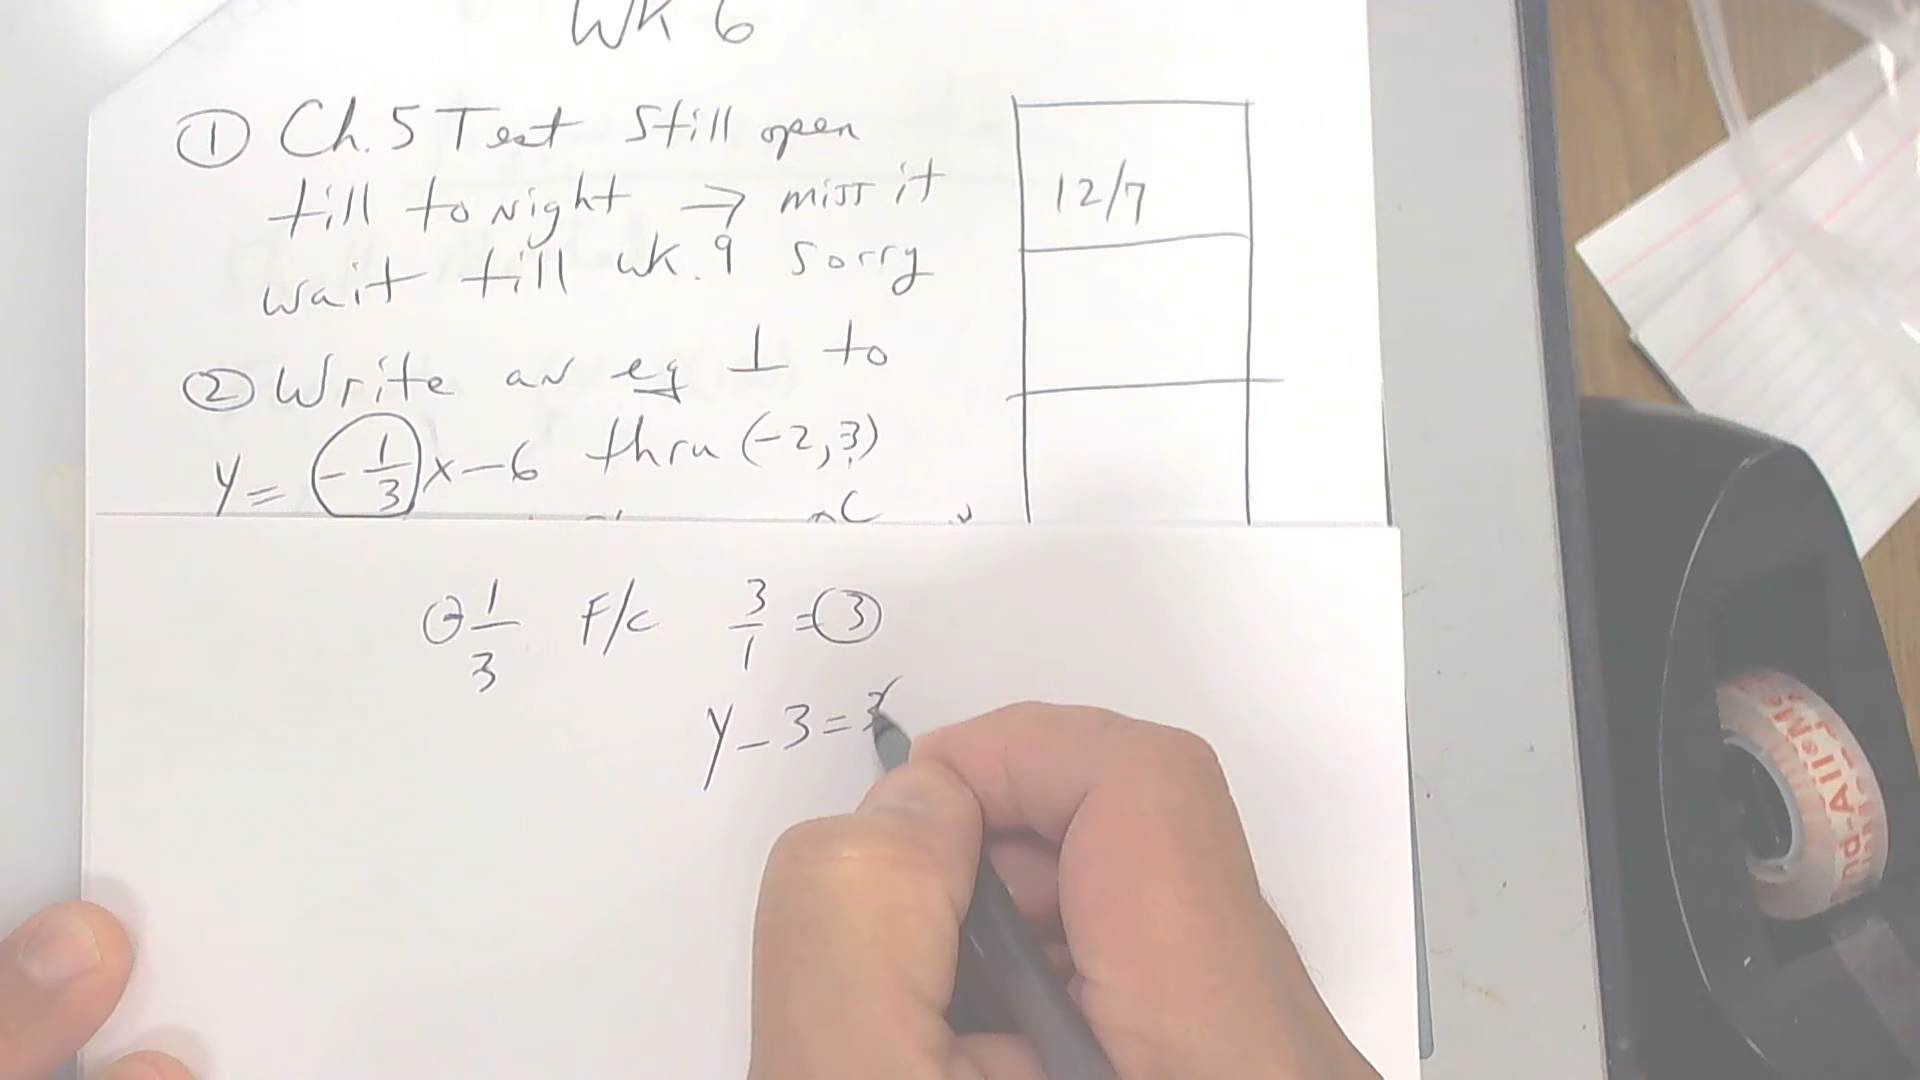 WK 6
① Ch. 5 Test still open
till tonight → miss it
wait till wk. 9 sorry
12/7
② Write an eq ⊥ to
y = -1/3 x - 6 thru (-2, 3)
- 1/3 F/c 3/1 = 3
y - 3 =